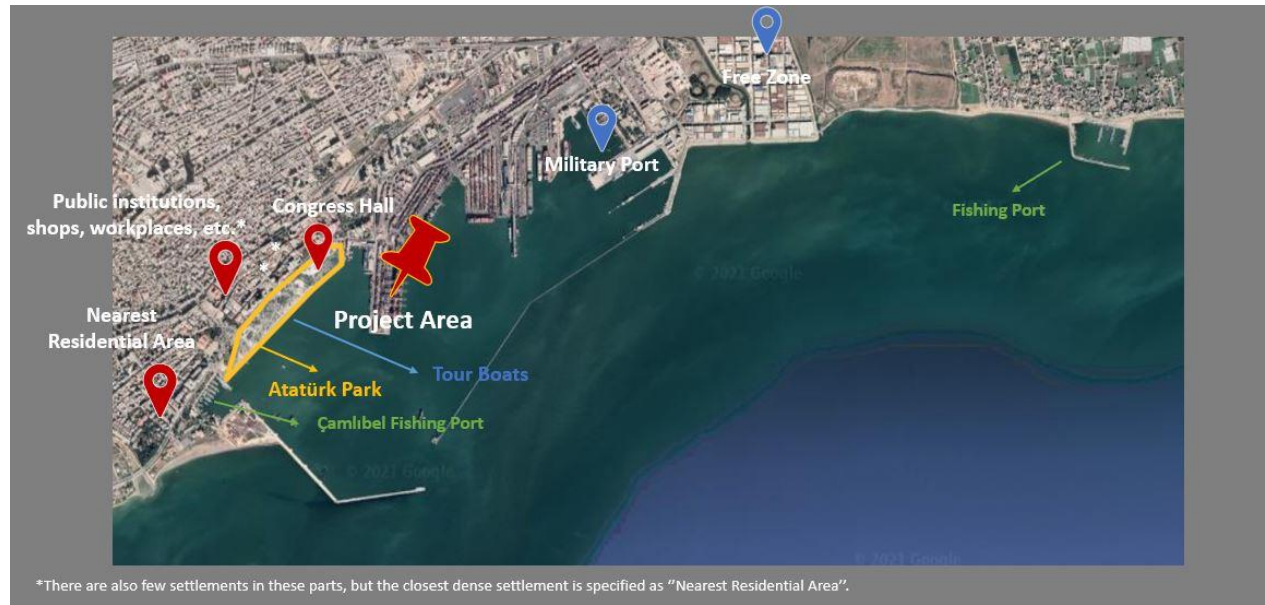 Free Zone
Military Port
Public institutions,
shops, workplaces, etc.*
Congress Hall
*
*
Fishing Port
© 2021 Google
Nearest
Residential Area
Project Area
Tour Boats
Atatürk Park
Çamlıbel Fishing Port
© 2021 Google
© 2021 Google
*There are also few settlements in these parts, but the closest dense settlement is specified as ‘‘Nearest Residential Area’’.